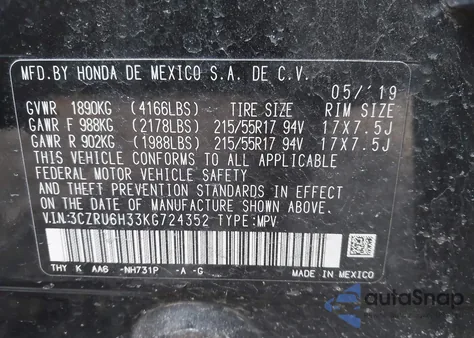 MFD.BY HONDA DE MEXICO S.A. DE C.V.
05/'19
GVWR 1890KG (4166LBS) TIRE SIZE RIM SIZE
GAWR F 988KG (2178LBS) 215/55R17 94V 17X7.5J
GAWR R 902KG (1988LBS) 215/55R17 94V 17X7.5J
THIS VEHICLE CONFORMS TO ALL APPLICABLE
FEDERAL MOTOR VEHICLE SAFETY
AND THEFT PREVENTION STANDARDS IN EFFECT
ON THE DATE OF MANUFACTURE SHOWN ABOVE.
V.I.N:3CZRU6H33KG724352 TYPE:MPV
THY K AA6 -NH731P -A -G
MADE IN MEXICO
autoSnap